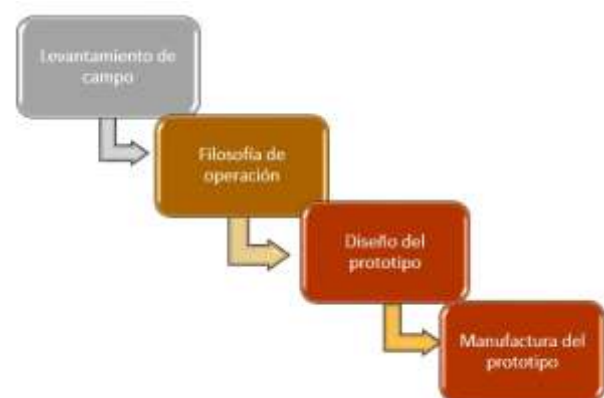 Levantamiento de
campo
Filosofía de
operación
Diseño del
prototipo
Manufactura del
prototipo